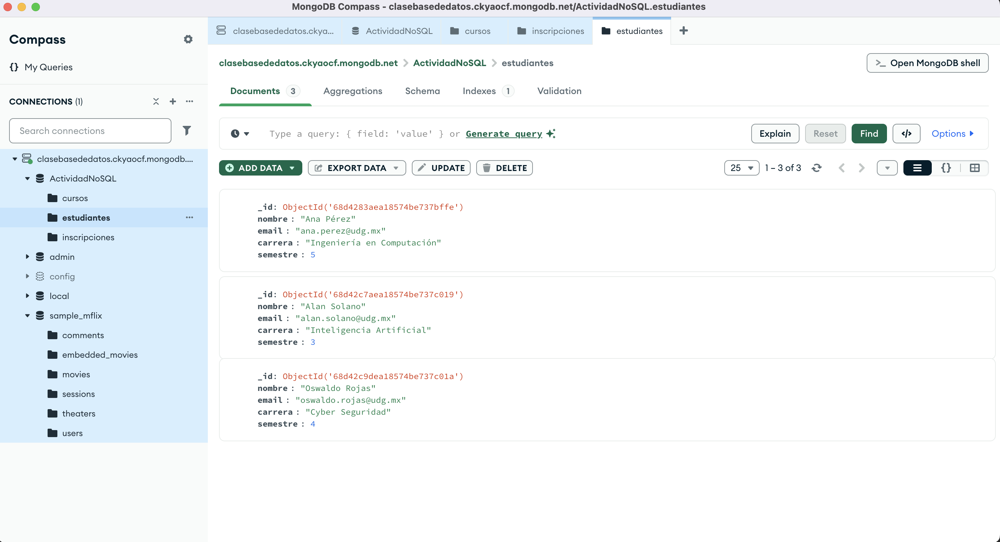 MongoDB Compass - clasebasededatos.ckyaocf.mongodb.net/ActividadNoSQL.estudiantes
Compass
{} My Queries
CONNECTIONS (1)
Search connections
clasebasededatos.ckyaocf.mongodb....
ActividadNoSQL
cursos
estudiantes
inscripciones
admin
config
local
sample_mflix
comments
embedded_movies
movies
sessions
theaters
users
clasebasededatos.ckya... ActividadNoSQL cursos inscripciones estudiantes +
clasebasededatos.ckyaocf.mongodb.net > ActividadNoSQL > estudiantes
>_ Open MongoDB shell
Documents 3 Aggregations Schema Indexes 1 Validation
Type a query: { field: 'value' } or Generate query
Explain Reset Find </> Options
ADD DATA EXPORT DATA UPDATE DELETE
25 1 – 3 of 3 {}
_id: ObjectId('68d4283aea18574be737bffe')
nombre : "Ana Pérez"
email : "ana.perez@udg.mx"
carrera : "Ingeniería en Computación"
semestre : 5
_id: ObjectId('68d42c7aea18574be737c019')
nombre : "Alan Solano"
email : "alan.solano@udg.mx"
carrera : "Inteligencia Artificial"
semestre : 3
_id: ObjectId('68d42c9dea18574be737c01a')
nombre : "Oswaldo Rojas"
email : "oswaldo.rojas@udg.mx"
carrera : "Cyber Seguridad"
semestre : 4